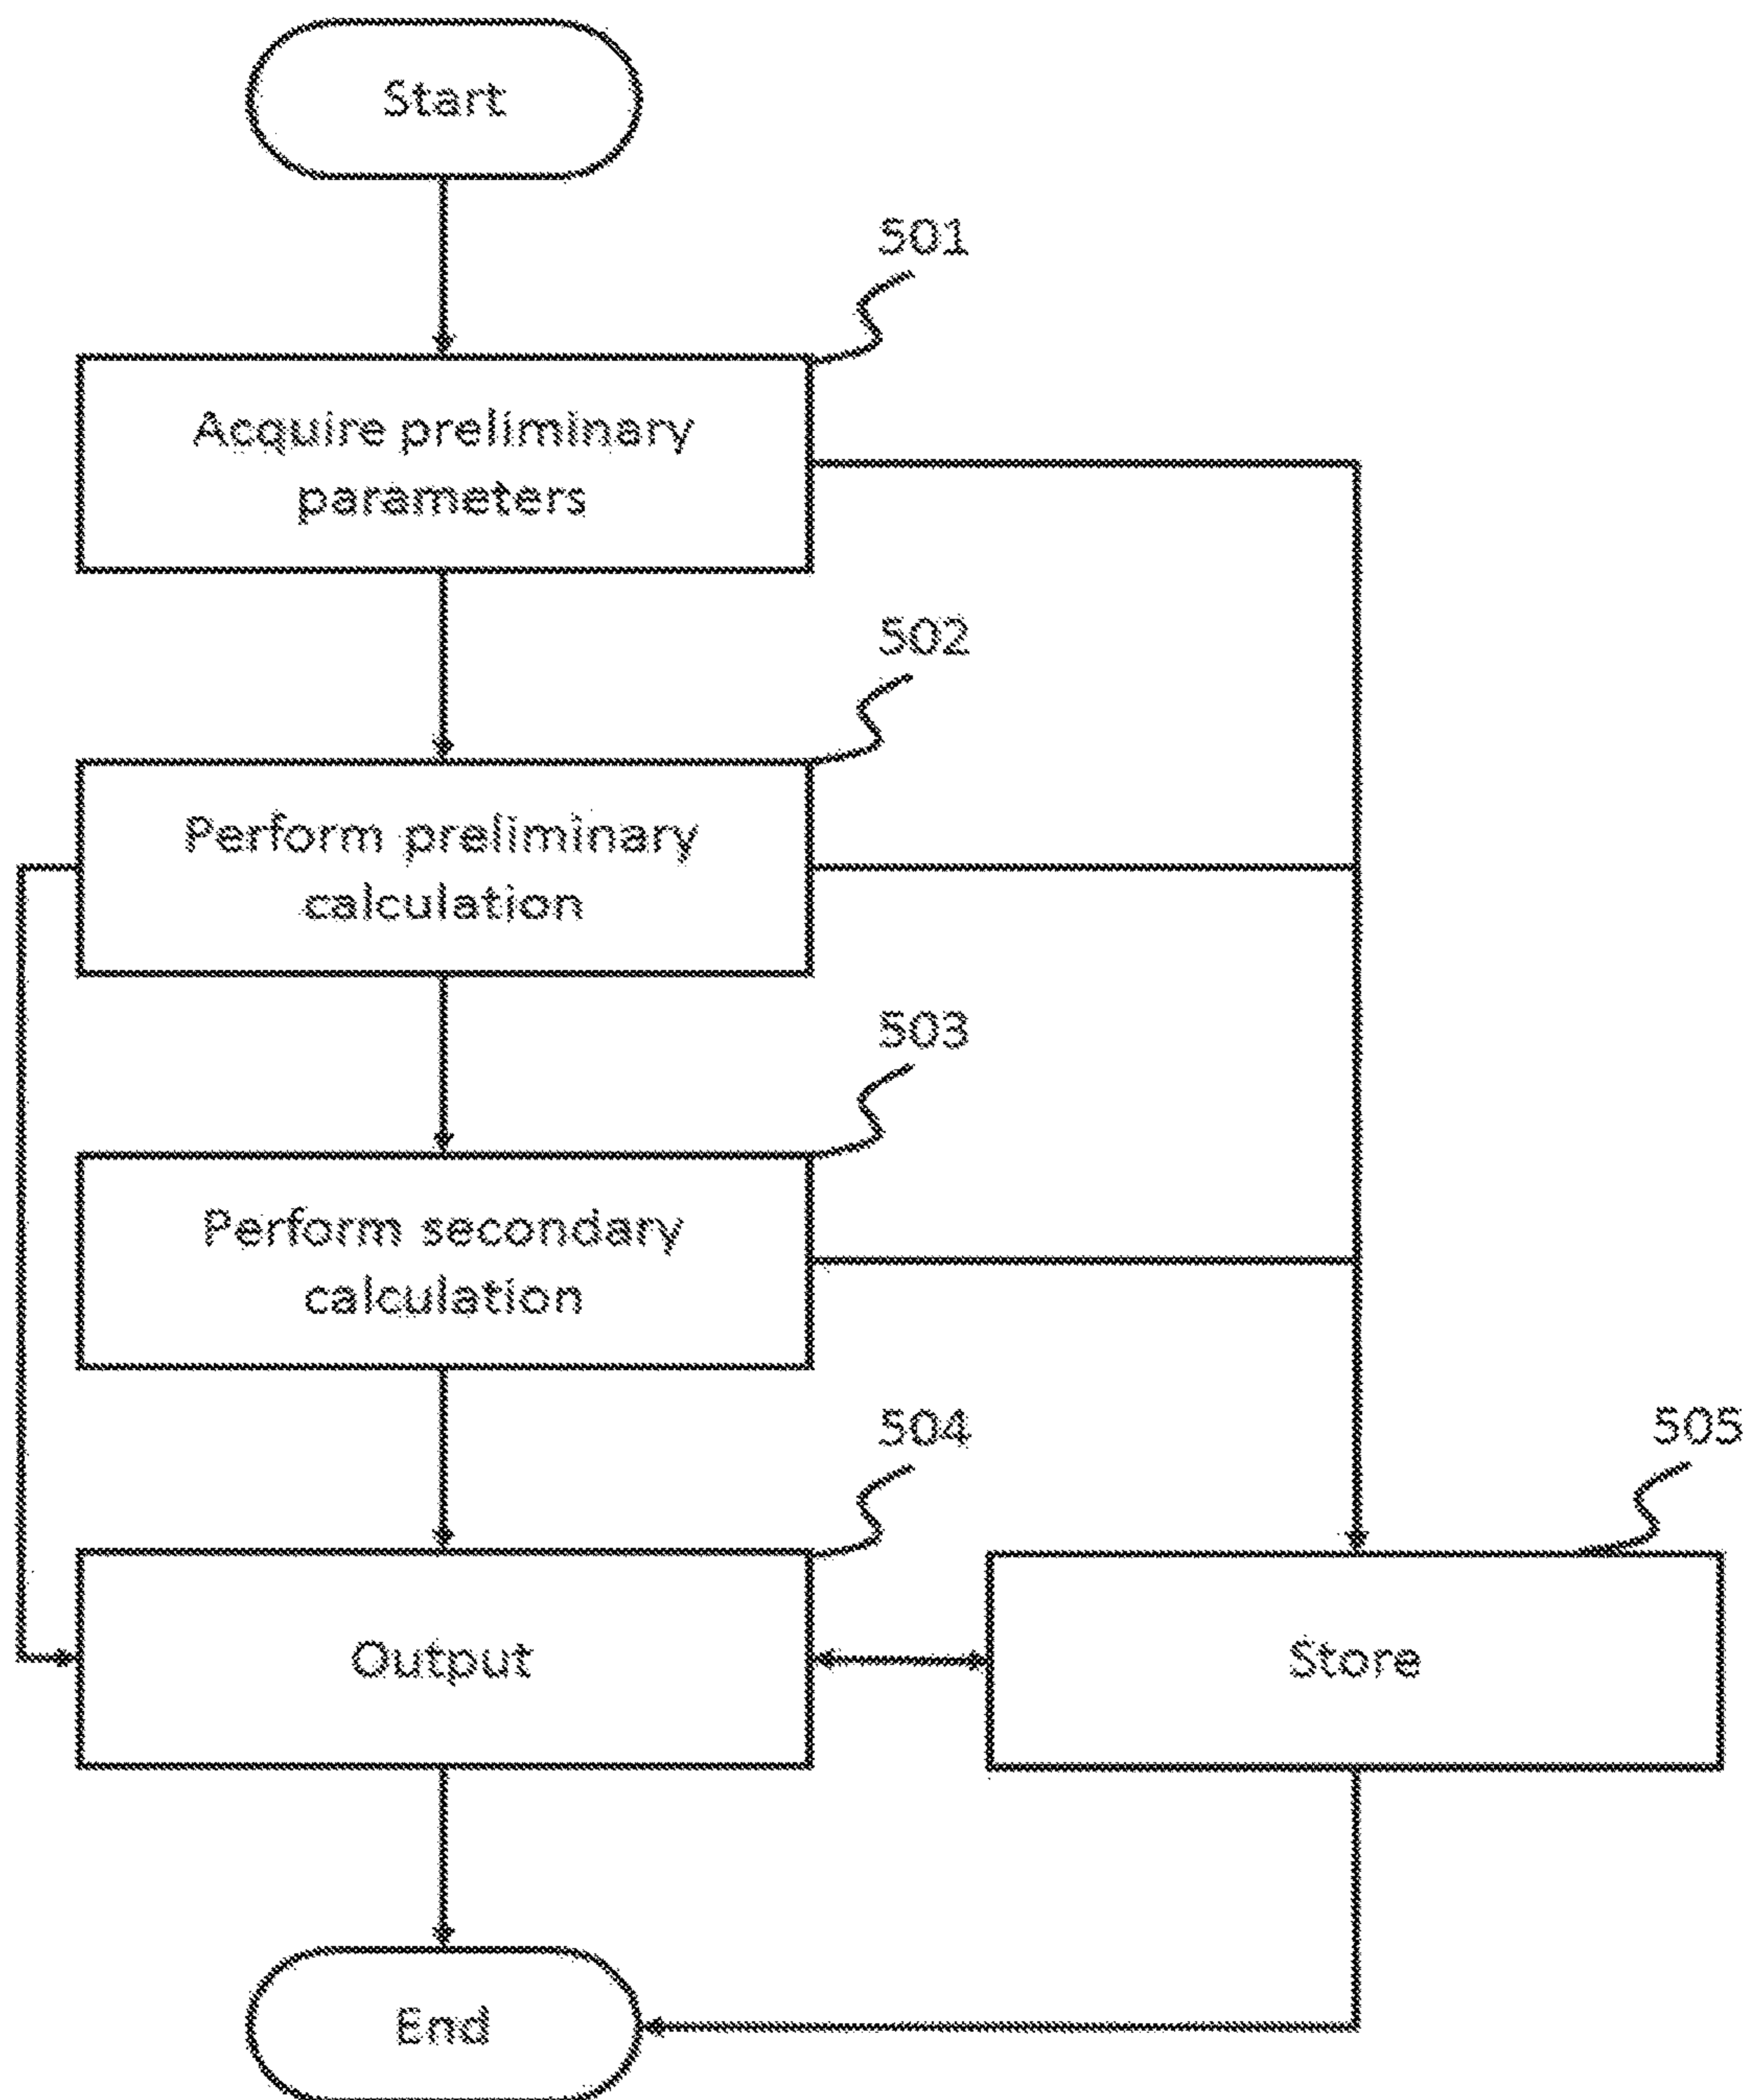 Start
501
Acquire preliminary
parameters
502
Perform preliminary
calculation
503
Perform secondary
calculation
504
505
Output
Store
End